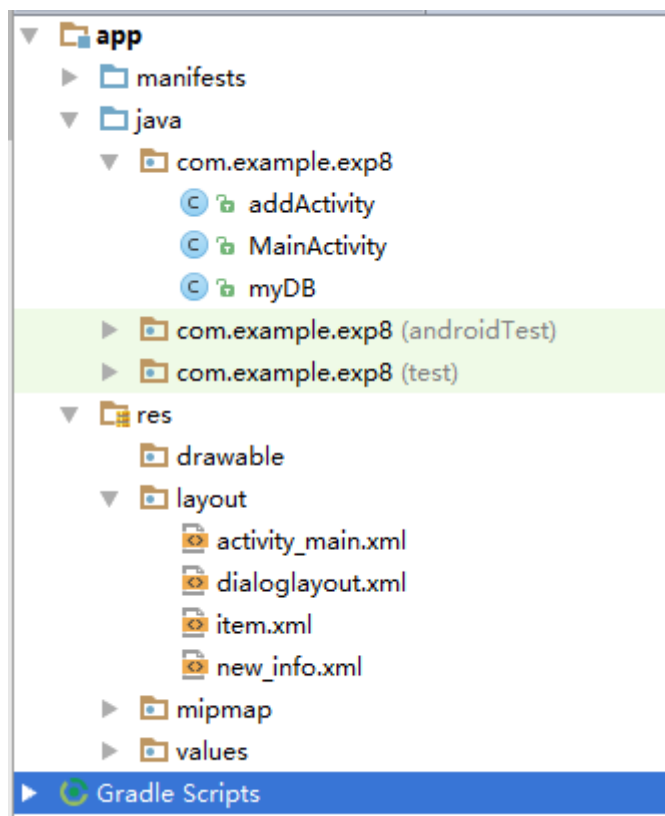 app
manifests
java
com.example.exp8
C addActivity
C MainActivity
C myDB
com.example.exp8 (androidTest)
com.example.exp8 (test)
res
drawable
layout
activity_main.xml
dialoglayout.xml
item.xml
new_info.xml
mipmap
values
Gradle Scripts